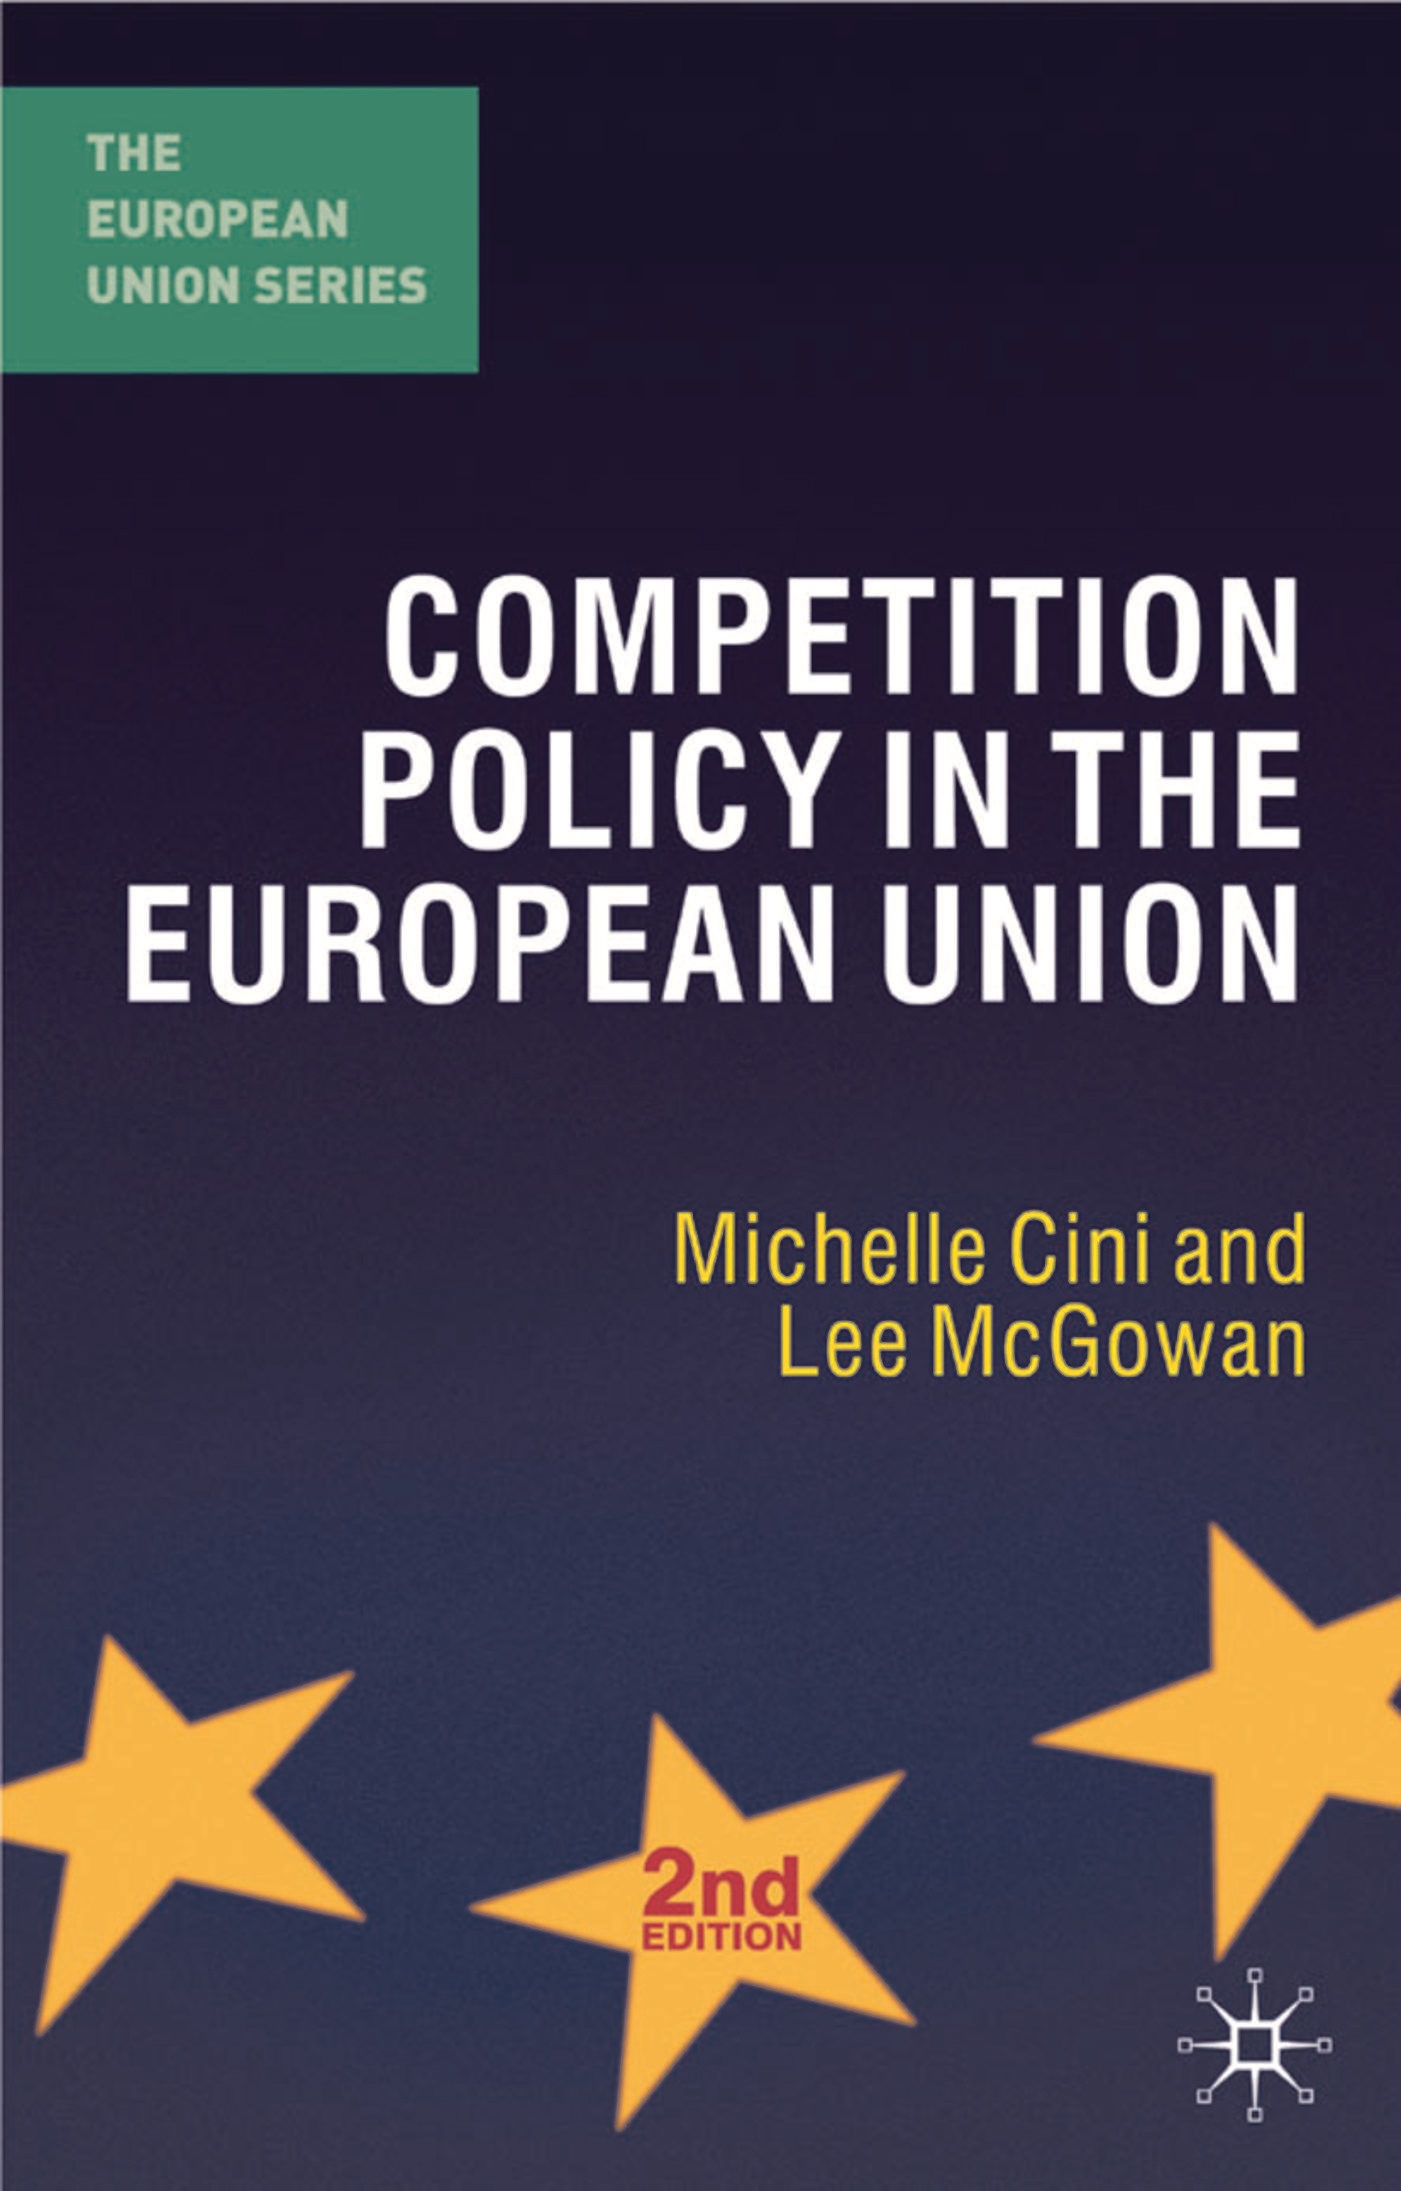 THE
EUROPEAN
UNION SERIES
COMPETITION
POLICY IN THE
EUROPEAN UNION
Michelle Cini and
Lee McGowan
2nd
EDITION